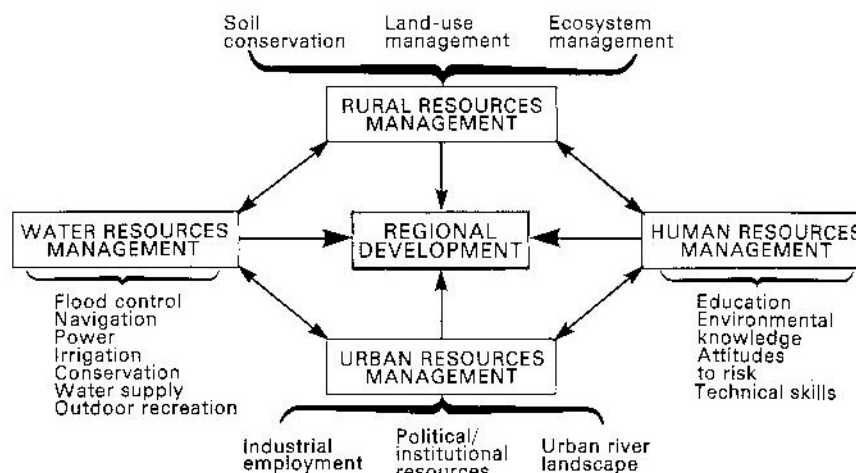 Soil
conservation
Land-use
management
Ecosystem
management
RURAL RESOURCES
MANAGEMENT
WATER RESOURCES
MANAGEMENT
REGIONAL
DEVELOPMENT
HUMAN RESOURCES
MANAGEMENT
Flood control
Navigation
Power
Irrigation
Conservation
Water supply
Outdoor recreation
Education
Environmental
knowledge
Attitudes
to risk
Technical skills
URBAN RESOURCES
MANAGEMENT
Industrial
employment
Political/
institutional
resources
Urban river
landscape